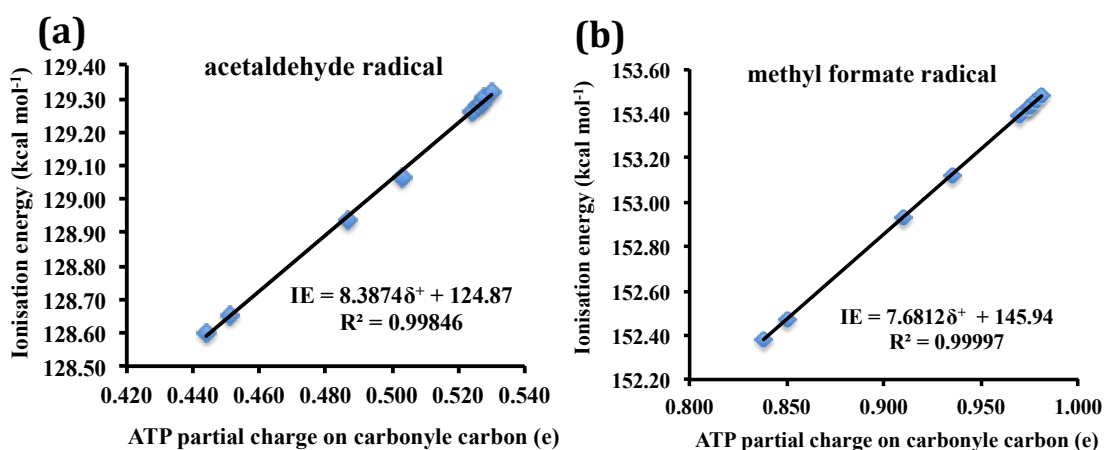 (a)
acetaldehyde radical
Ionisation energy (kcal mol⁻¹)
129.40
129.30
129.20
129.10
129.00
128.90
128.80
128.70
128.60
128.50
IE = 8.3874δ⁺ + 124.87
R² = 0.99846
0.420 0.440 0.460 0.480 0.500 0.520 0.540
ATP partial charge on carbonyle carbon (e)
(b)
methyl formate radical
Ionisation energy (kcal mol⁻¹)
153.60
153.40
153.20
153.00
152.80
152.60
152.40
152.20
IE = 7.6812δ⁺ + 145.94
R² = 0.99997
0.800 0.850 0.900 0.950 1.000
ATP partial charge on carbonyle carbon (e)